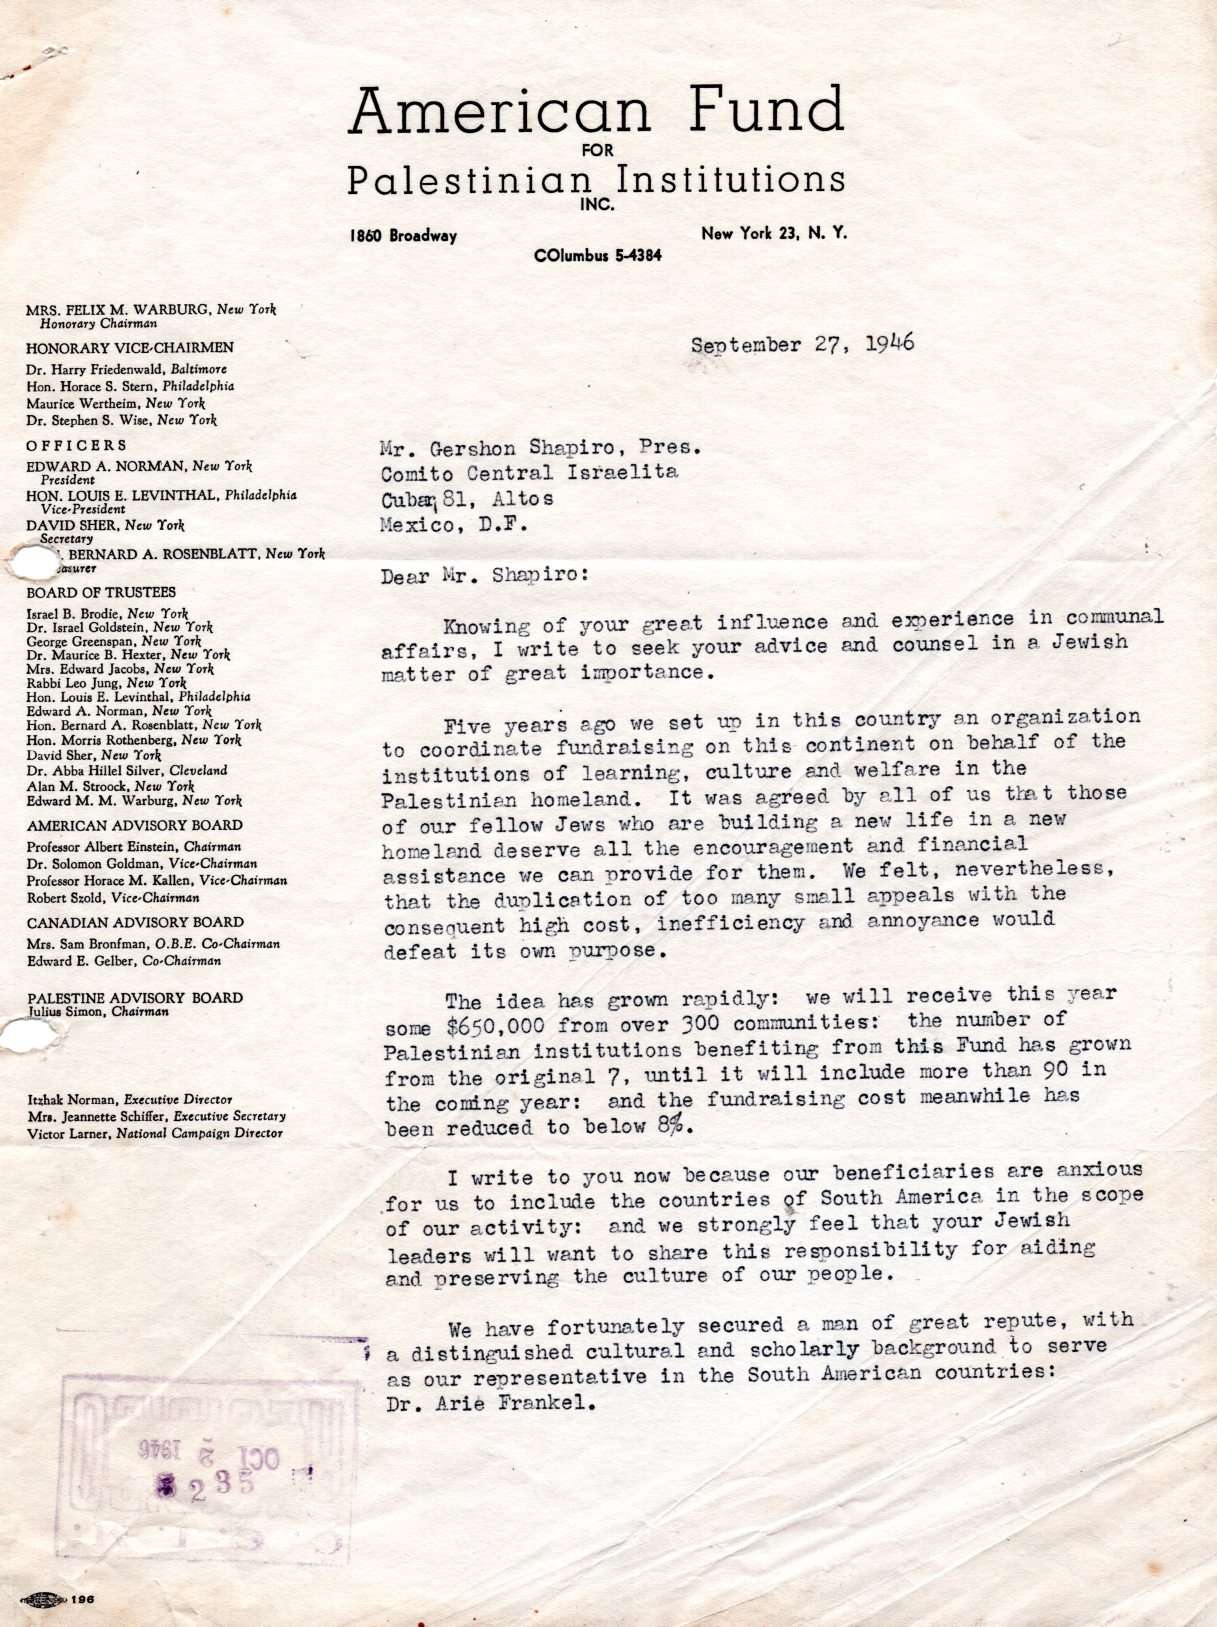 American Fund
FOR
Palestinian Institutions
INC.
1860 Broadway
New York 23, N. Y.
COlumbus 5-4384
MRS. FELIX M. WARBURG, New York
Honorary Chairman
HONORARY VICE-CHAIRMEN
Dr. Harry Friedenwald, Baltimore
Hon. Horace S. Stern, Philadelphia
Maurice Wertheim, New York
Dr. Stephen S. Wise, New York
OFFICERS
EDWARD A. NORMAN, New York
President
HON. LOUIS E. LEVINTHAL, Philadelphia
Vice-President
DAVID SHER, New York
Secretary
BERNARD A. ROSENBLATT, New York
BOARD OF TRUSTEES
Israel B. Brodie, New York
Dr. Israel Goldstein, New York
George Greenspan, New York
Dr. Maurice B. Hexter, New York
Mrs. Edward Jacobs, New York
Rabbi Leo Jung, New York
Hon. Louis E. Levinthal, Philadelphia
Edward A. Norman, New York
Hon. Bernard A. Rosenblatt, New York
Hon. Morris Rothenberg, New York
David Sher, New York
Dr. Abba Hillel Silver, Cleveland
Alan M. Stroock, New York
Edward M. M. Warburg, New York
AMERICAN ADVISORY BOARD
Professor Albert Einstein, Chairman
Dr. Solomon Goldman, Vice-Chairman
Professor Horace M. Kallen, Vice-Chairman
Robert Szold, Vice-Chairman
CANADIAN ADVISORY BOARD
Mrs. Sam Bronfman, O.B.E. Co-Chairman
Edward E. Gelber, Co-Chairman
PALESTINE ADVISORY BOARD
Julius Simon, Chairman
Itzhak Norman, Executive Director
Mrs. Jeannette Schiffer, Executive Secretary
Victor Larner, National Campaign Director
September 27, 1946
Mr. Gershon Shapiro, Pres.
Comito Central Israelita
Cuba, 81, Altos
Mexico, D.F.
Dear Mr. Shapiro:
Knowing of your great influence and experience in communal
affairs, I write to seek your advice and counsel in a Jewish
matter of great importance.
Five years ago we set up in this country an organization
to coordinate fundraising on this continent on behalf of the
institutions of learning, culture and welfare in the
Palestinian homeland. It was agreed by all of us that those
of our fellow Jews who are building a new life in a new
homeland deserve all the encouragement and financial
assistance we can provide for them. We felt, nevertheless,
that the duplication of too many small appeals with the
consequent high cost, inefficiency and annoyance would
defeat its own purpose.
The idea has grown rapidly: we will receive this year
some $650,000 from over 300 communities: the number of
Palestinian institutions benefiting from this Fund has grown
from the original 7, until it will include more than 90 in
the coming year: and the fundraising cost meanwhile has
been reduced to below 8%.
I write to you now because our beneficiaries are anxious
for us to include the countries of South America in the scope
of our activity: and we strongly feel that your Jewish
leaders will want to share this responsibility for aiding
and preserving the culture of our people.
We have fortunately secured a man of great repute, with
a distinguished cultural and scholarly background to serve
as our representative in the South American countries:
Dr. Arie Frankel.
OCT 2 1946
235
196